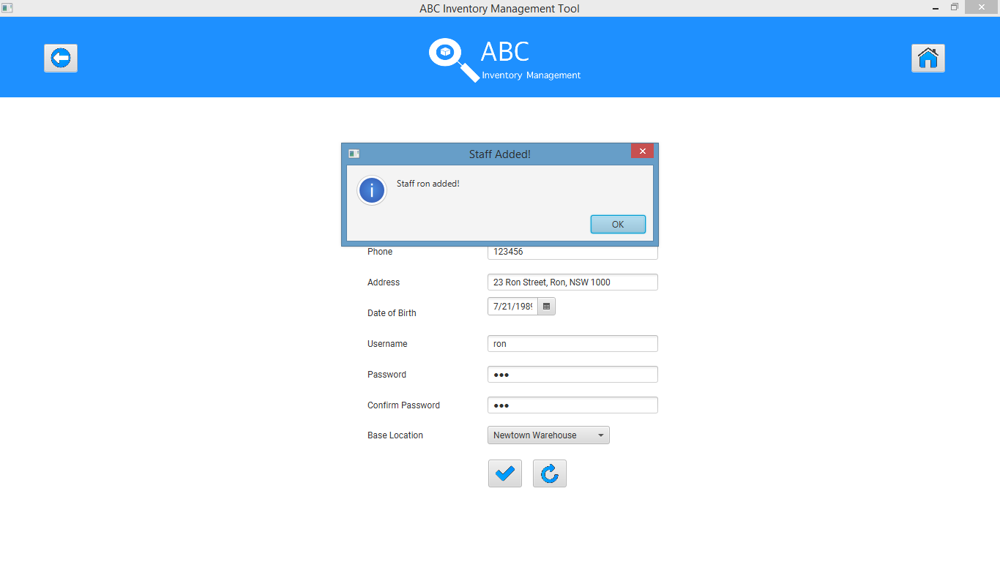 ABC Inventory Management Tool
ABC
Inventory Management
Staff Added!
Staff ron added!
OK
Phone 123456
Address 23 Ron Street, Ron, NSW 1000
Date of Birth 7/21/198
Username ron
Password ●●●
Confirm Password ●●●
Base Location Newtown Warehouse